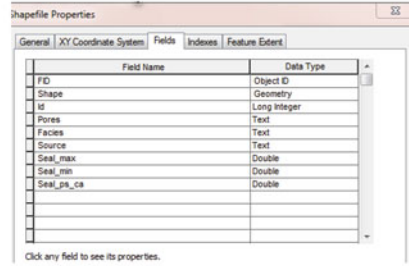 Shapefile Properties
General XY Coordinate System Fields Indexes Feature Extent
Field Name Data Type
FID Object ID
Shape Geometry
Id Long Integer
Pores Text
Facies Text
Source Text
Seal_max Double
Seal_min Double
Seal_ps_ca Double
Click any field to see its properties.